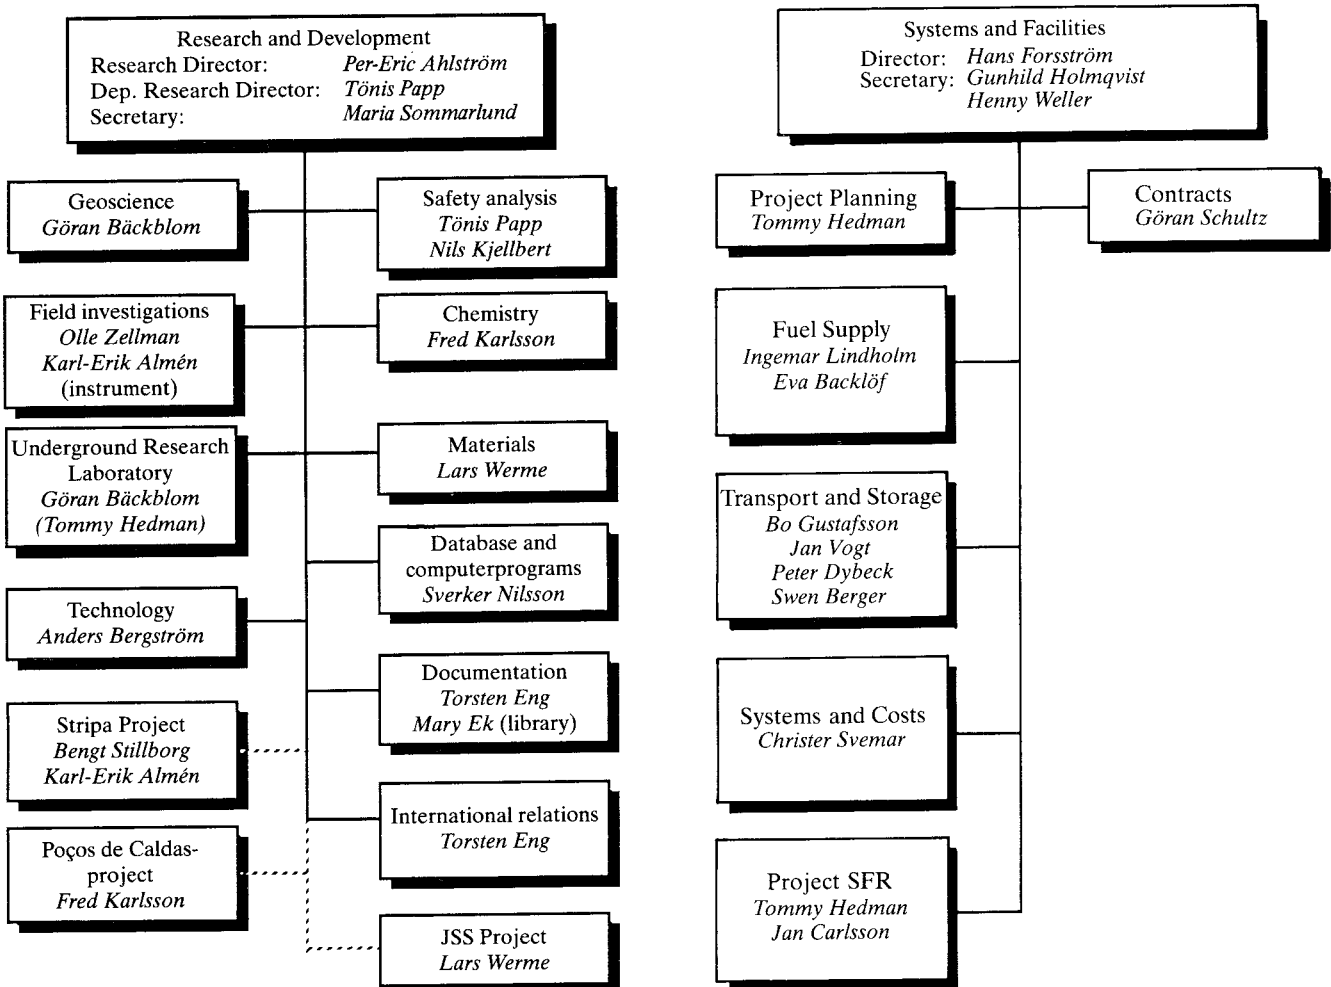 Research and Development
Research Director: Per-Eric Ahlström
Dep. Research Director: Tönis Papp
Secretary: Maria Sommarlund
Geoscience
Göran Bäckblom
Safety analysis
Tönis Papp
Nils Kjellbert
Field investigations
Olle Zellman
Karl-Erik Almén
(instrument)
Chemistry
Fred Karlsson
Underground Research
Laboratory
Göran Bäckblom
(Tommy Hedman)
Materials
Lars Werme
Database and
computerprograms
Sverker Nilsson
Technology
Anders Bergström
Documentation
Torsten Eng
Mary Ek (library)
Stripa Project
Bengt Stillborg
Karl-Erik Almén
International relations
Torsten Eng
Poços de Caldas-
project
Fred Karlsson
JSS Project
Lars Werme
Systems and Facilities
Director: Hans Forsström
Secretary: Gunhild Holmqvist
Henny Weller
Project Planning
Tommy Hedman
Contracts
Göran Schultz
Fuel Supply
Ingemar Lindholm
Eva Backlöf
Transport and Storage
Bo Gustafsson
Jan Vogt
Peter Dybeck
Swen Berger
Systems and Costs
Christer Svemar
Project SFR
Tommy Hedman
Jan Carlsson